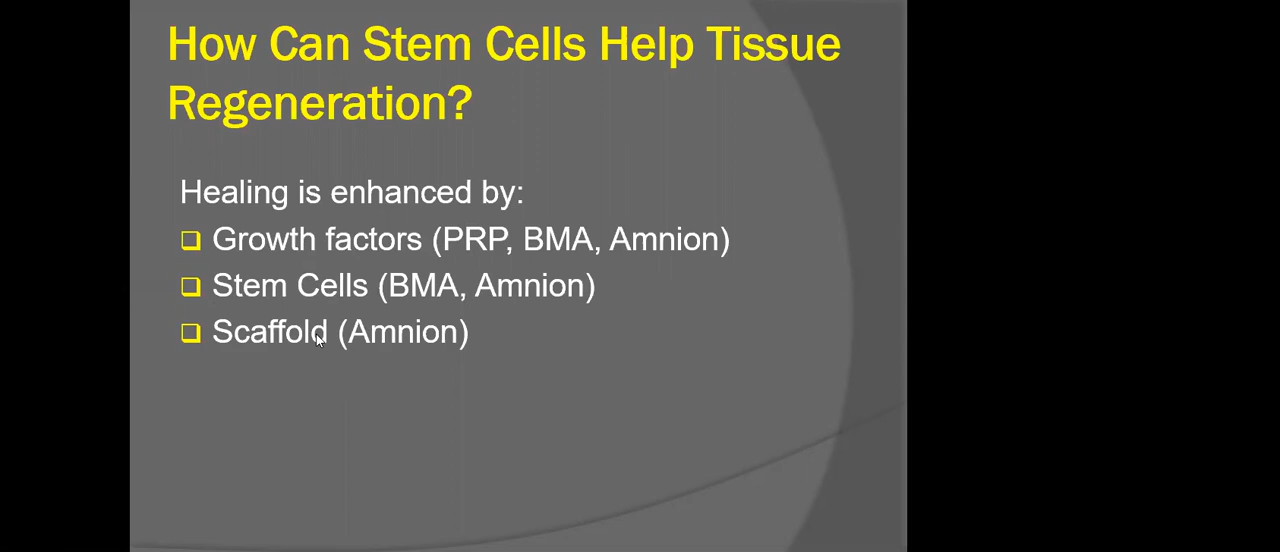 How Can Stem Cells Help Tissue
Regeneration?
Healing is enhanced by:
Growth factors (PRP, BMA, Amnion)
Stem Cells (BMA, Amnion)
Scaffold (Amnion)